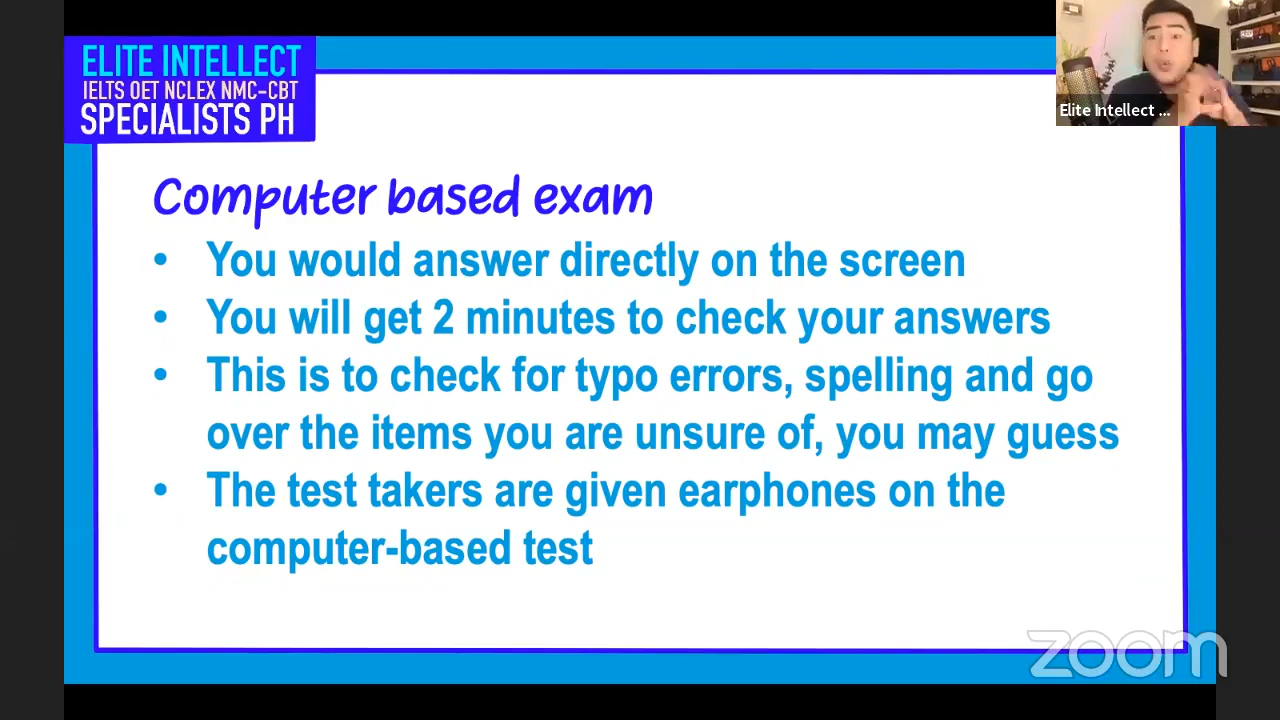 ELITE INTELLECT
IELTS OET NCLEX NMC-CBT
SPECIALISTS PH
Elite Intellect ...
Computer based exam
• You would answer directly on the screen
• You will get 2 minutes to check your answers
• This is to check for typo errors, spelling and go
over the items you are unsure of, you may guess
• The test takers are given earphones on the
computer-based test
zoom